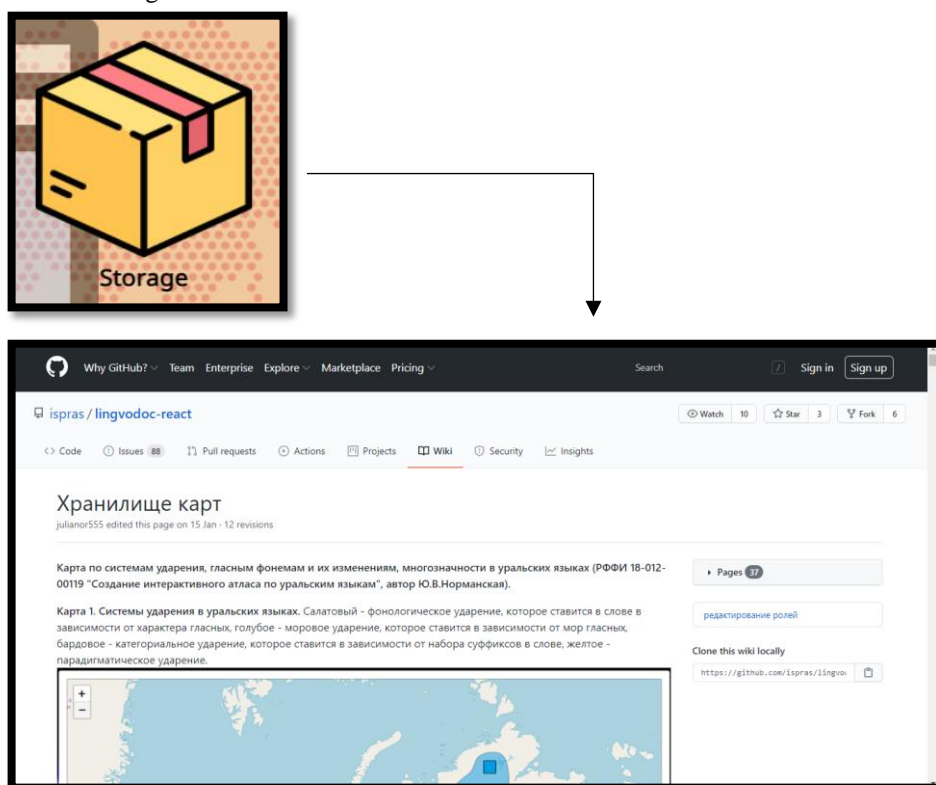 Storage
Why GitHub? Team Enterprise Explore Marketplace Pricing Search / Sign in Sign up
ispras / lingvodoc-react Watch 10 Star 3 Fork 6
<> Code Issues 88 Pull requests Actions Projects Wiki Security Insights
Хранилище карт
julianor555 edited this page on 15 Jan · 12 revisions
Карта по системам ударения, гласным фонемам и их изменениям, многозначности в уральских языках (РФФИ 18-012-
00119 "Создание интерактивного атласа по уральским языкам", автор Ю.В.Норманская).
Карта 1. Системы ударения в уральских языках. Салатовый - фонологическое ударение, которое ставится в слове в
зависимости от характера гласных, голубое - моровое ударение, которое ставится в зависимости от мор гласных,
бардовое - категориальное ударение, которое ставится в зависимости от набора суффиксов в слове, желтое -
парадигматическое ударение.
+
−
Pages 37
редактирование ролей
Clone this wiki locally
https://github.com/ispras/lingvo